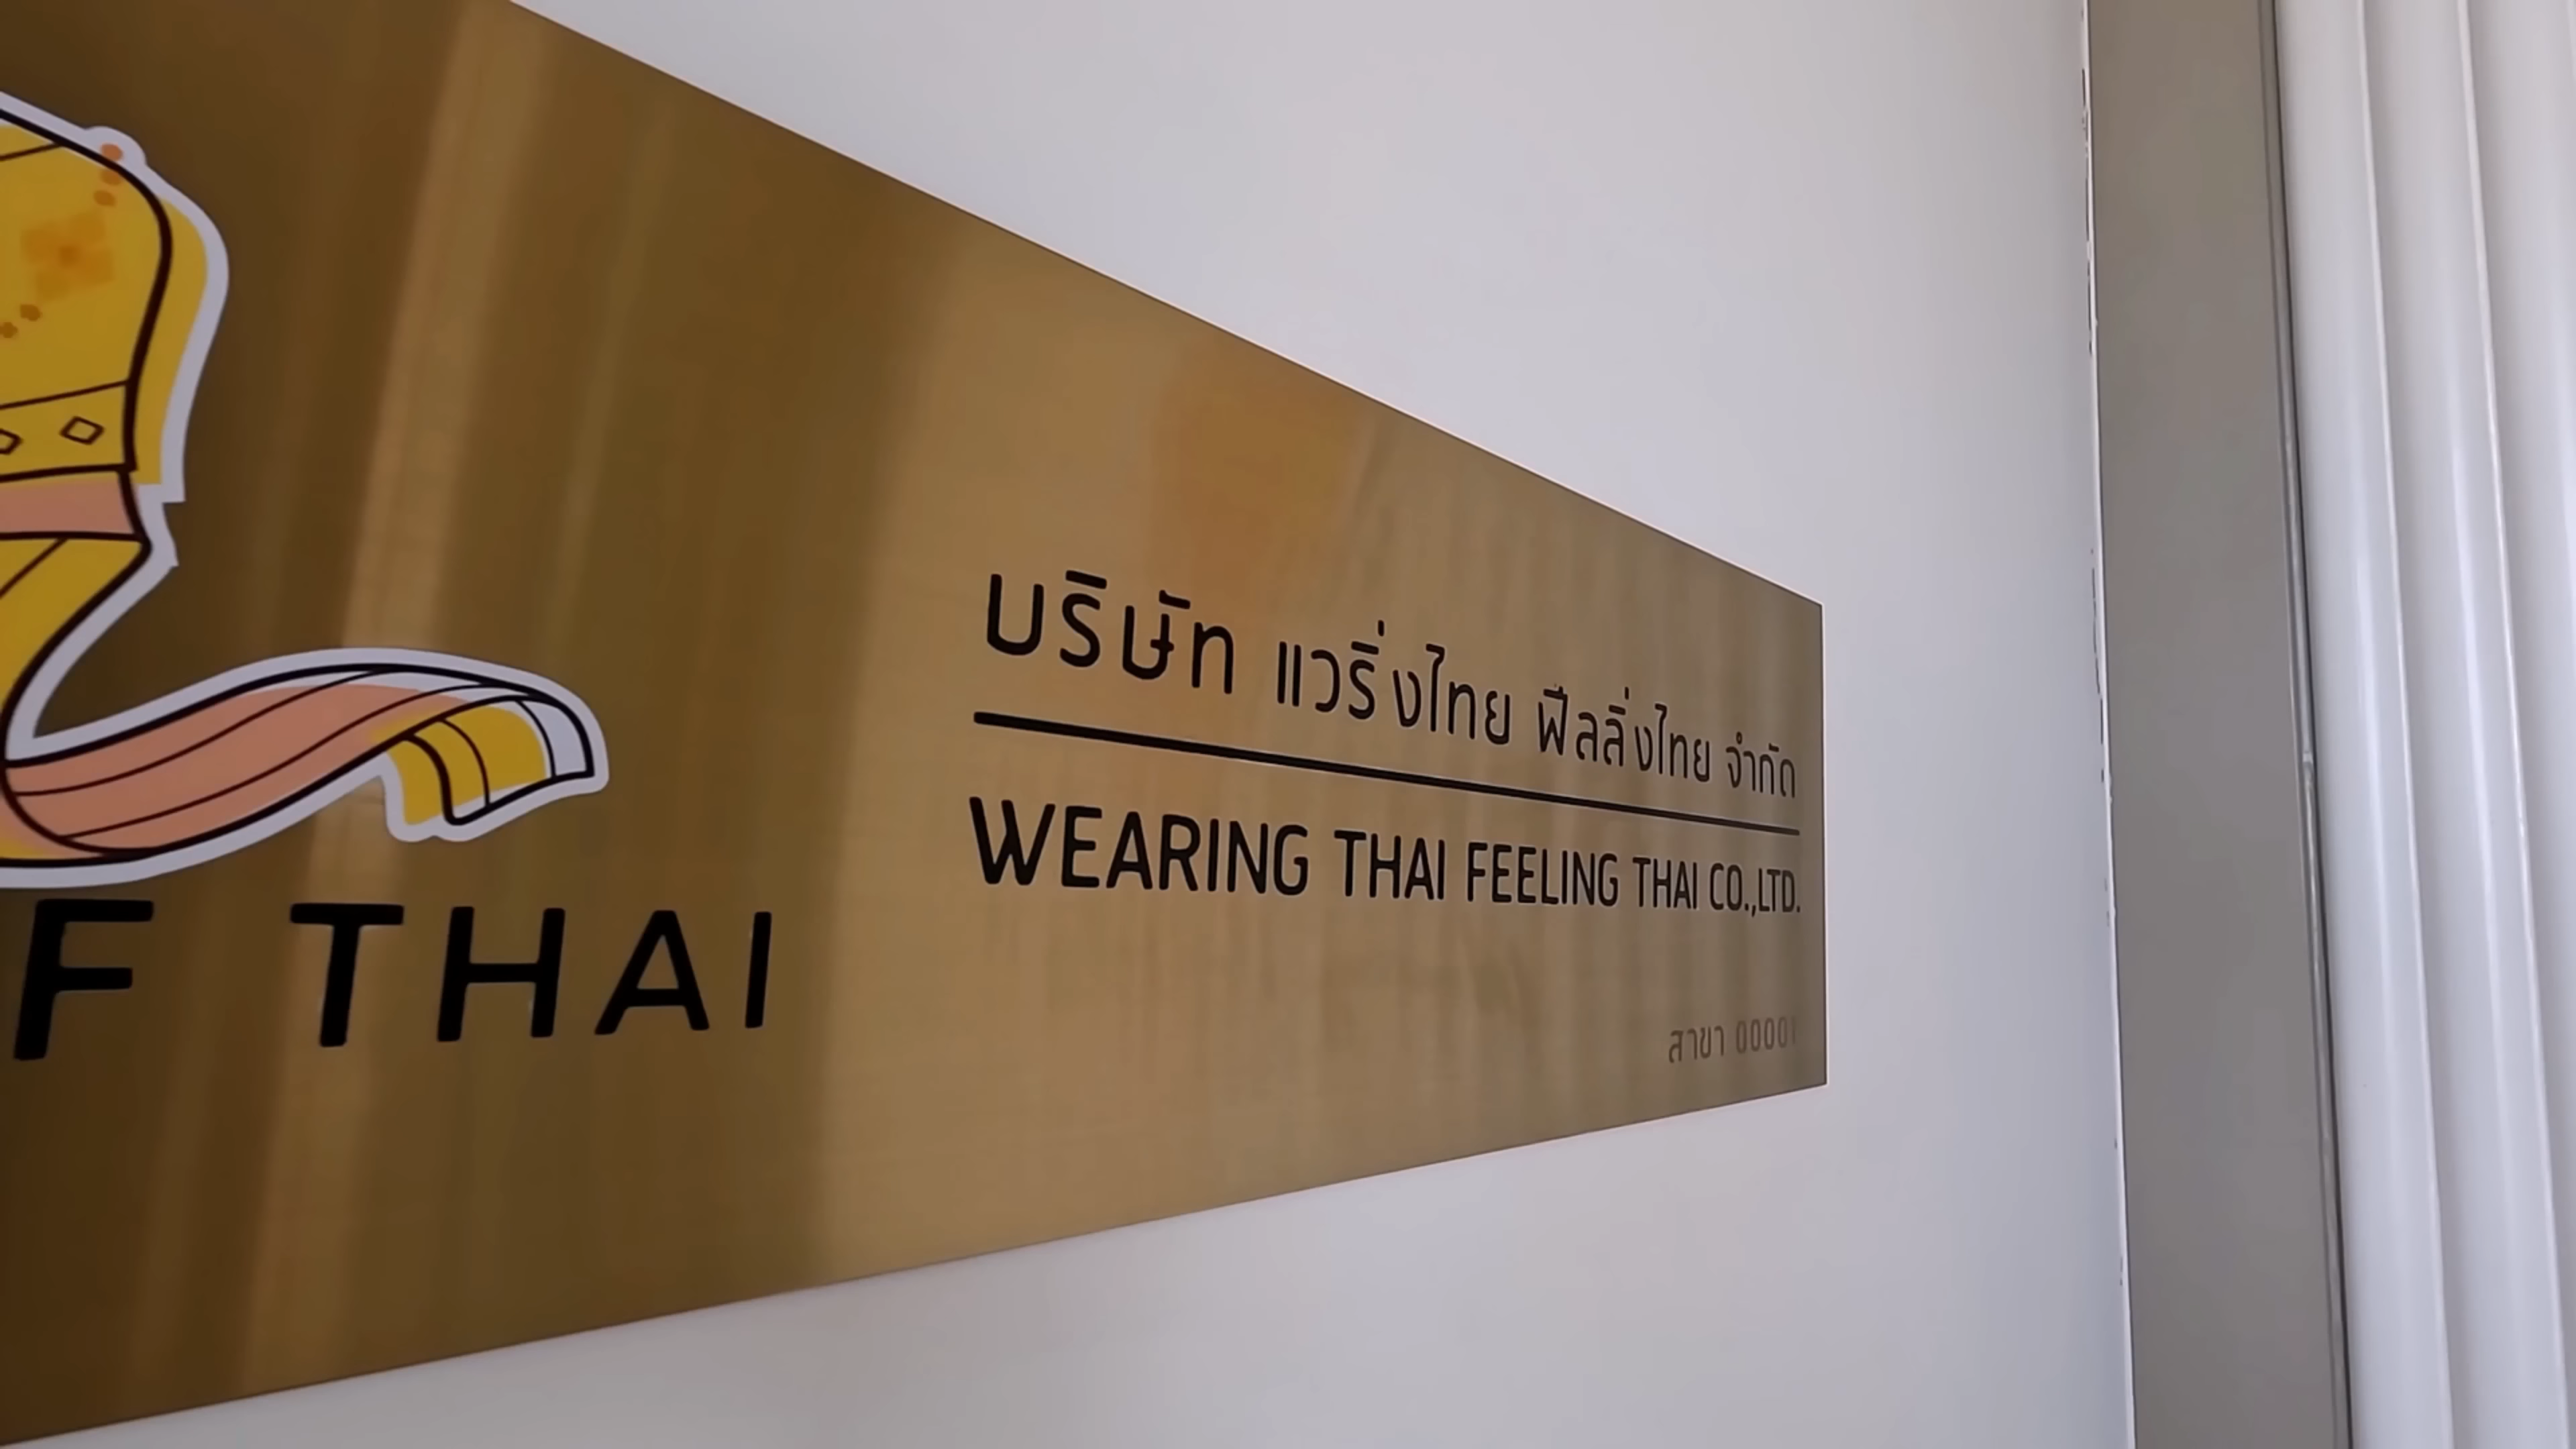 F THAI
บริษัท แวริ่งไทย ฟีลลิ่งไทย จำกัด
WEARING THAI FEELING THAI CO.,LTD.
สาขา 00001